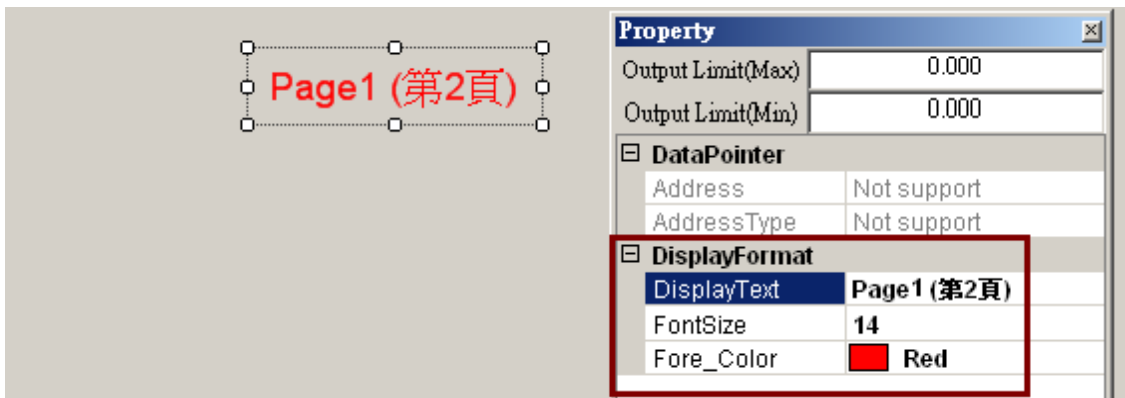 Page1 (第2頁)
Property
Output Limit(Max) 0.000
Output Limit(Min) 0.000
DataPointer
Address Not support
AddressType Not support
DisplayFormat
DisplayText Page1 (第2頁)
FontSize 14
Fore_Color Red